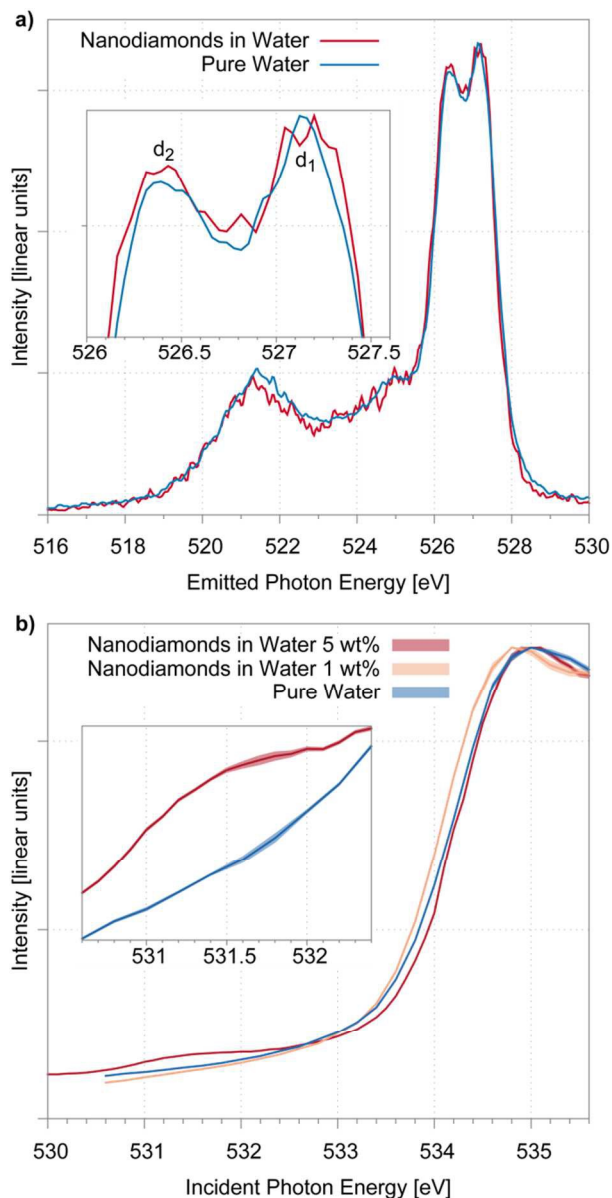 a)
Nanodiamonds in Water
Pure Water
d2
d1
526
526.5
527
527.5
Intensity [linear units]
516 518 520 522 524 526 528 530
Emitted Photon Energy [eV]
b)
Nanodiamonds in Water 5 wt%
Nanodiamonds in Water 1 wt%
Pure Water
531
531.5
532
Intensity [linear units]
530 531 532 533 534 535
Incident Photon Energy [eV]